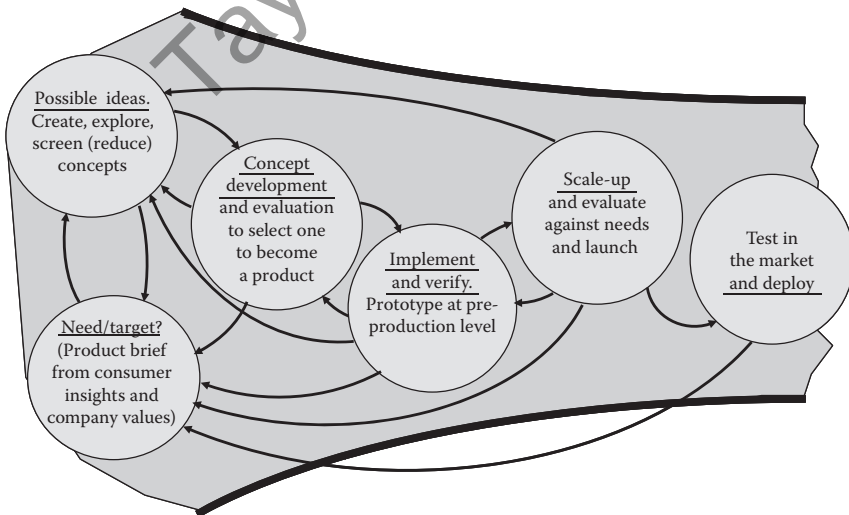 Tay
Possible ideas.
Create, explore,
screen (reduce)
concepts
Concept
development
and evaluation
to select one
to become
a product
Need/target?
(Product brief
from consumer
insights and
company values)
Implement
and verify.
Prototype at pre-
production level
Scale-up
and evaluate
against needs
and launch
Test in
the market
and deploy